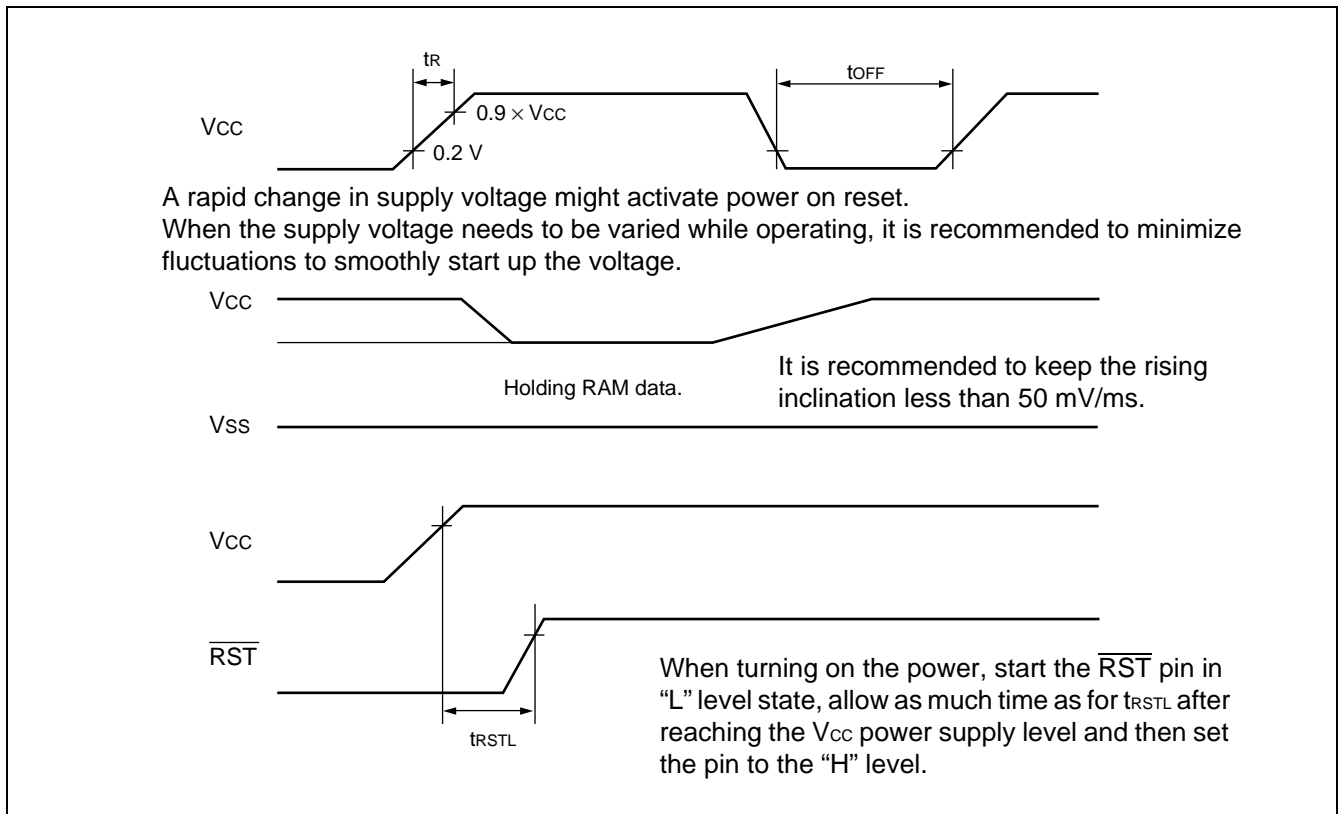 tR
tOFF
VCC
0.9 × VCC
0.2 V
A rapid change in supply voltage might activate power on reset.
When the supply voltage needs to be varied while operating, it is recommended to minimize
fluctuations to smoothly start up the voltage.
VCC
Holding RAM data.
It is recommended to keep the rising
inclination less than 50 mV/ms.
VSS
VCC
RST
tRSTL
When turning on the power, start the RST pin in
“L” level state, allow as much time as for tRSTL after
reaching the VCC power supply level and then set
the pin to the “H” level.